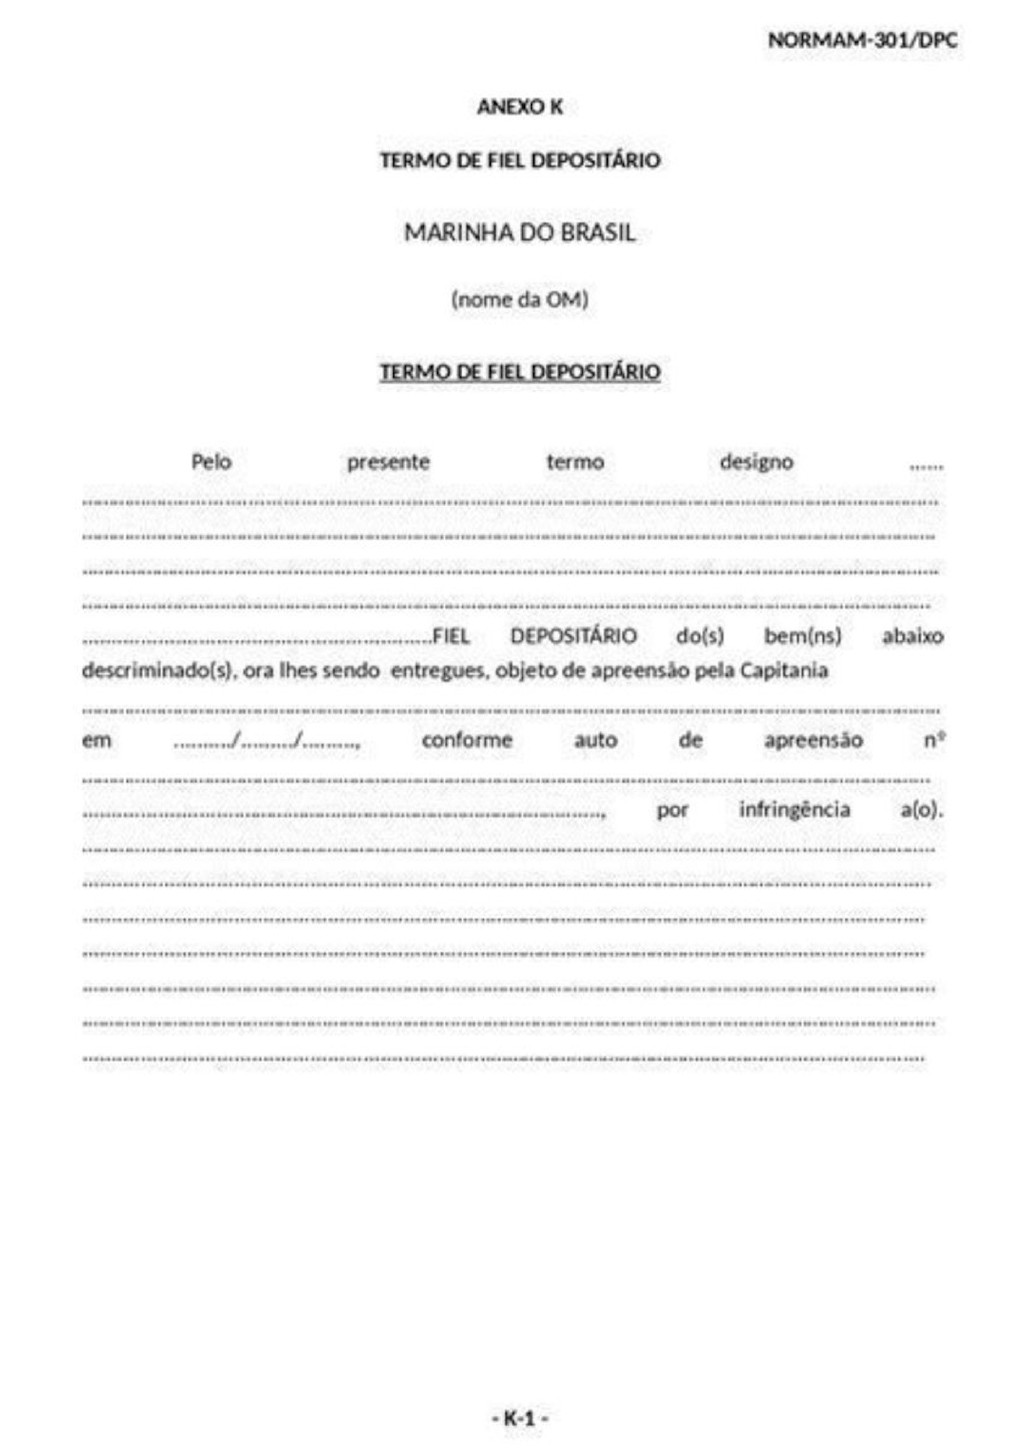 NORMAM-301/DPC
ANEXO K
TERMO DE FIEL DEPOSITÁRIO
MARINHA DO BRASIL
(nome da OM)
TERMO DE FIEL DEPOSITÁRIO
Pelo presente termo designo ......
..........................................................................................
..........................................................................................
..........................................................................................
..........................................................................................
..........................................................FIEL DEPOSITÁRIO do(s) bem(ns) abaixo
descriminado(s), ora lhes sendo entregues, objeto de apreensão pela Capitania
..........................................................................................
em ........../........./........., conforme auto de apreensão nº
..........................................................................................
......................................................................................, por infringência a(o).
..........................................................................................
..........................................................................................
..........................................................................................
..........................................................................................
..........................................................................................
..........................................................................................
..........................................................................................
- K-1 -